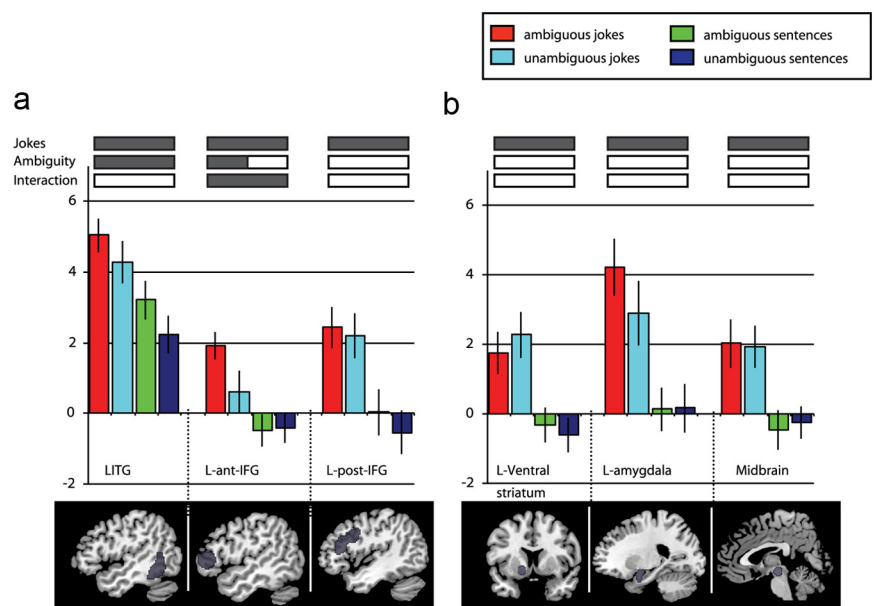 ambiguous jokes
ambiguous sentences
unambiguous jokes
unambiguous sentences
a
b
Jokes
Ambiguity
Interaction
6
4
2
0
-2
LITG
L-ant-IFG
L-post-IFG
6
4
2
0
-2
L-Ventral
striatum
L-amygdala
Midbrain